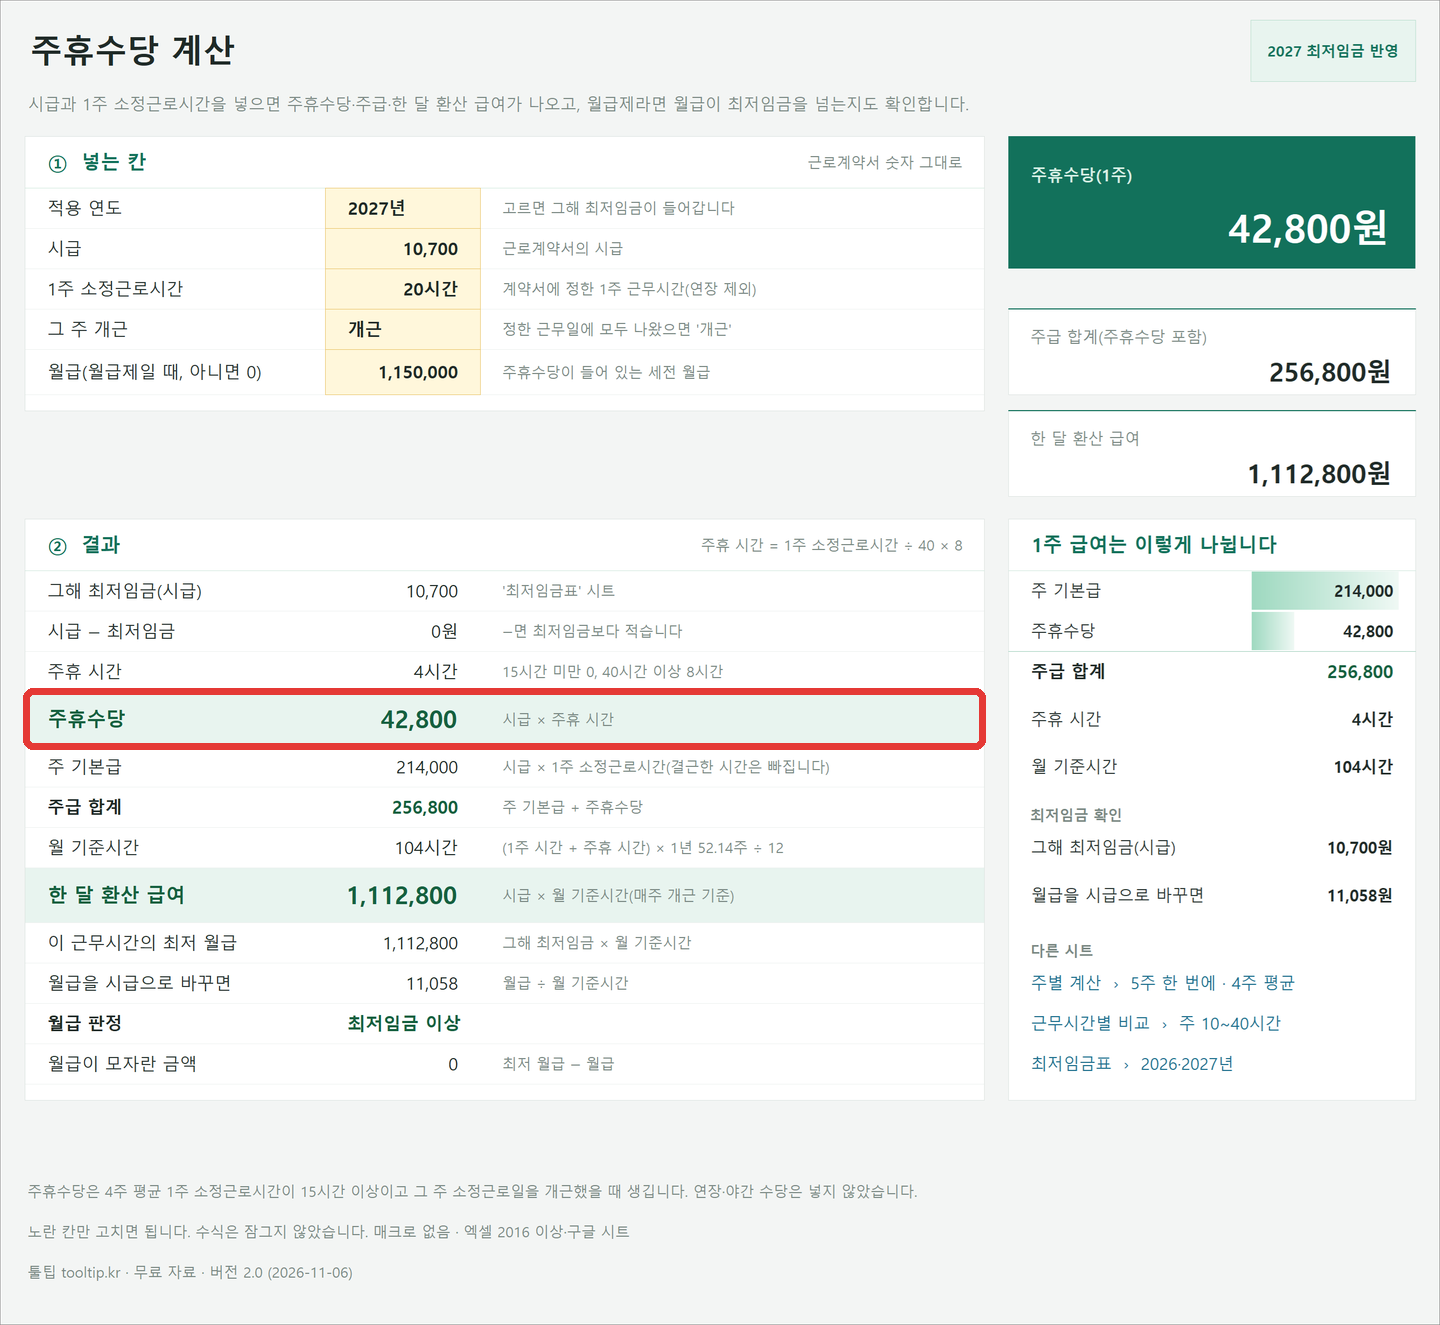 주휴수당 계산
2027 최저임금 반영
시급과 1주 소정근로시간을 넣으면 주휴수당·주급·한 달 환산 급여가 나오고, 월급제라면 월급이 최저임금을 넘는지도 확인합니다.
① 넣는 칸 근로계약서 숫자 그대로
적용 연도 2027년 고르면 그해 최저임금이 들어갑니다
시급 10,700 근로계약서의 시급
1주 소정근로시간 20시간 계약서에 정한 1주 근무시간(연장 제외)
그 주 개근 개근 정한 근무일에 모두 나왔으면 '개근'
월급(월급제일 때, 아니면 0) 1,150,000 주휴수당이 들어 있는 세전 월급
주휴수당(1주)
42,800원
주급 합계(주휴수당 포함)
256,800원
한 달 환산 급여
1,112,800원
② 결과 주휴 시간 = 1주 소정근로시간 ÷ 40 × 8
그해 최저임금(시급) 10,700 '최저임금표' 시트
시급 − 최저임금 0원 −면 최저임금보다 적습니다
주휴 시간 4시간 15시간 미만 0, 40시간 이상 8시간
주휴수당 42,800 시급 × 주휴 시간
주 기본급 214,000 시급 × 1주 소정근로시간(결근한 시간은 빠집니다)
주급 합계 256,800 주 기본급 + 주휴수당
월 기준시간 104시간 (1주 시간 + 주휴 시간) × 1년 52.14주 ÷ 12
한 달 환산 급여 1,112,800 시급 × 월 기준시간(매주 개근 기준)
이 근무시간의 최저 월급 1,112,800 그해 최저임금 × 월 기준시간
월급을 시급으로 바꾸면 11,058 월급 ÷ 월 기준시간
월급 판정 최저임금 이상
월급이 모자란 금액 0 최저 월급 − 월급
1주 급여는 이렇게 나뉩니다
주 기본급 214,000
주휴수당 42,800
주급 합계 256,800
주휴 시간 4시간
월 기준시간 104시간
최저임금 확인
그해 최저임금(시급) 10,700원
월급을 시급으로 바꾸면 11,058원
다른 시트
주별 계산 › 5주 한 번에 · 4주 평균
근무시간별 비교 › 주 10~40시간
최저임금표 › 2026·2027년
주휴수당은 4주 평균 1주 소정근로시간이 15시간 이상이고 그 주 소정근로일을 개근했을 때 생깁니다. 연장·야간 수당은 넣지 않았습니다.
노란 칸만 고치면 됩니다. 수식은 잠그지 않았습니다. 매크로 없음 · 엑셀 2016 이상·구글 시트
툴팁 tooltip.kr · 무료 자료 · 버전 2.0 (2026-11-06)